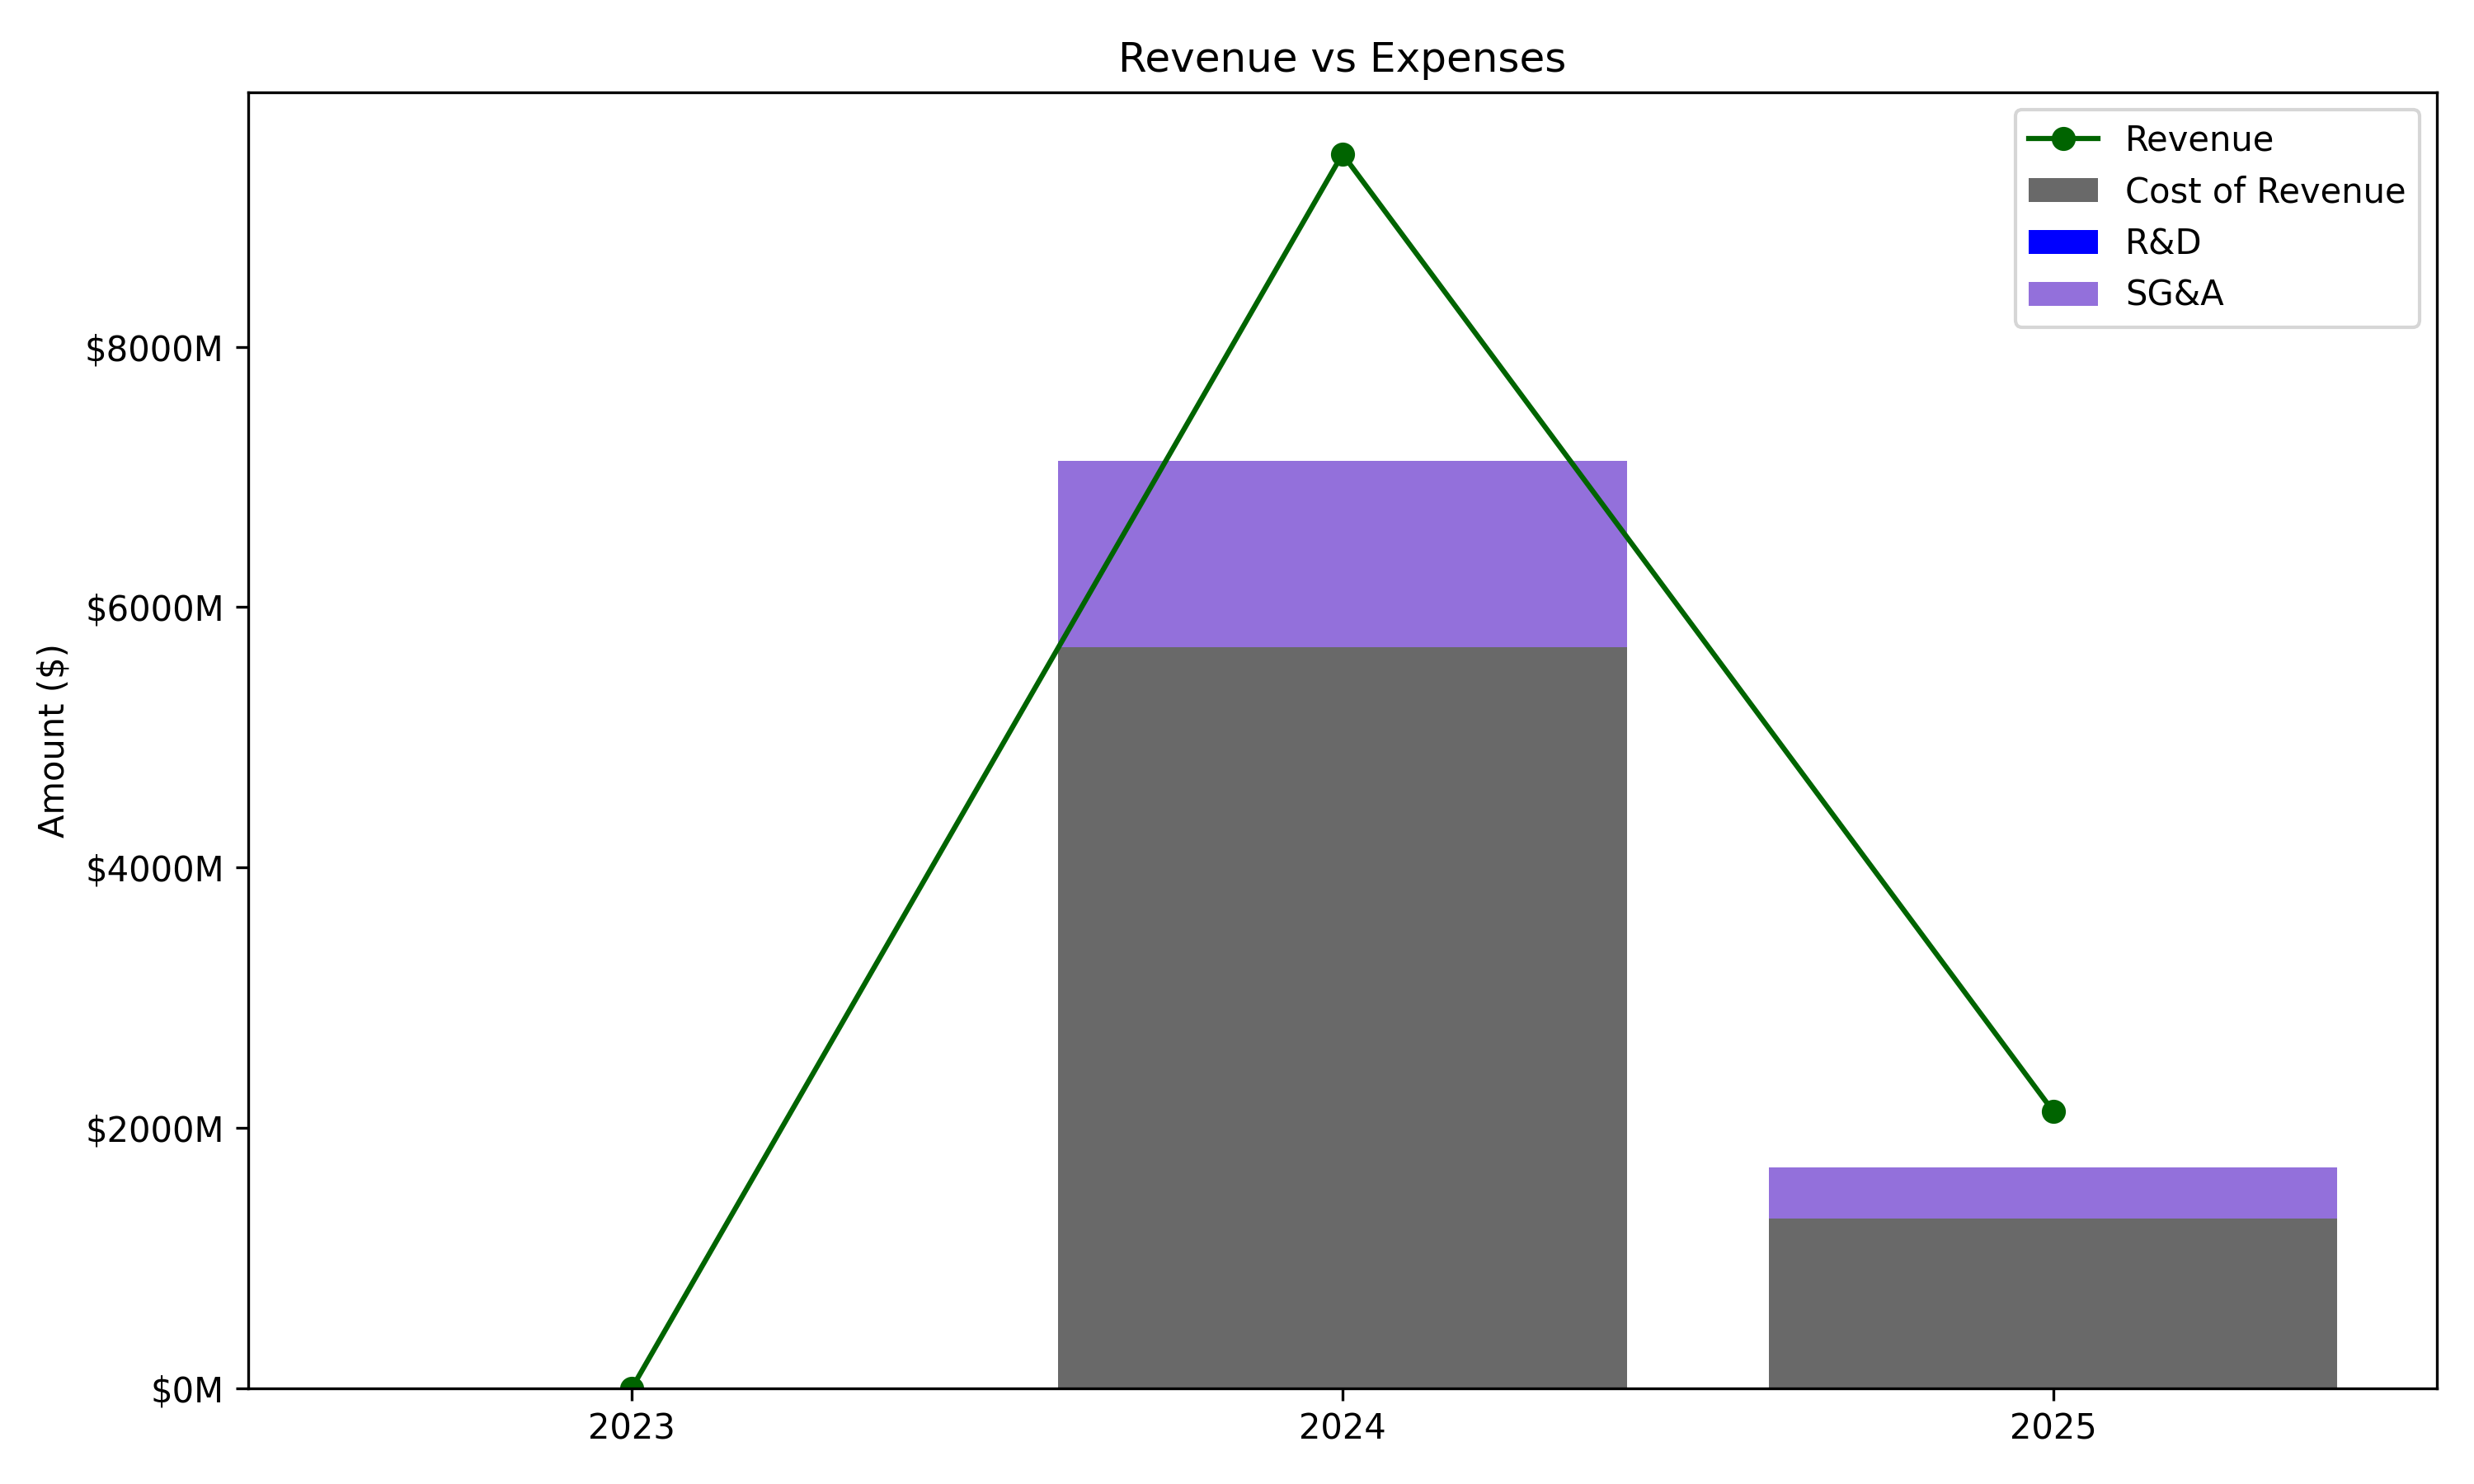 Revenue vs Expenses
Revenue
Cost of Revenue
R&D
SG&A
Amount ($)
$8000M
$6000M
$4000M
$2000M
$0M
2023
2024
2025